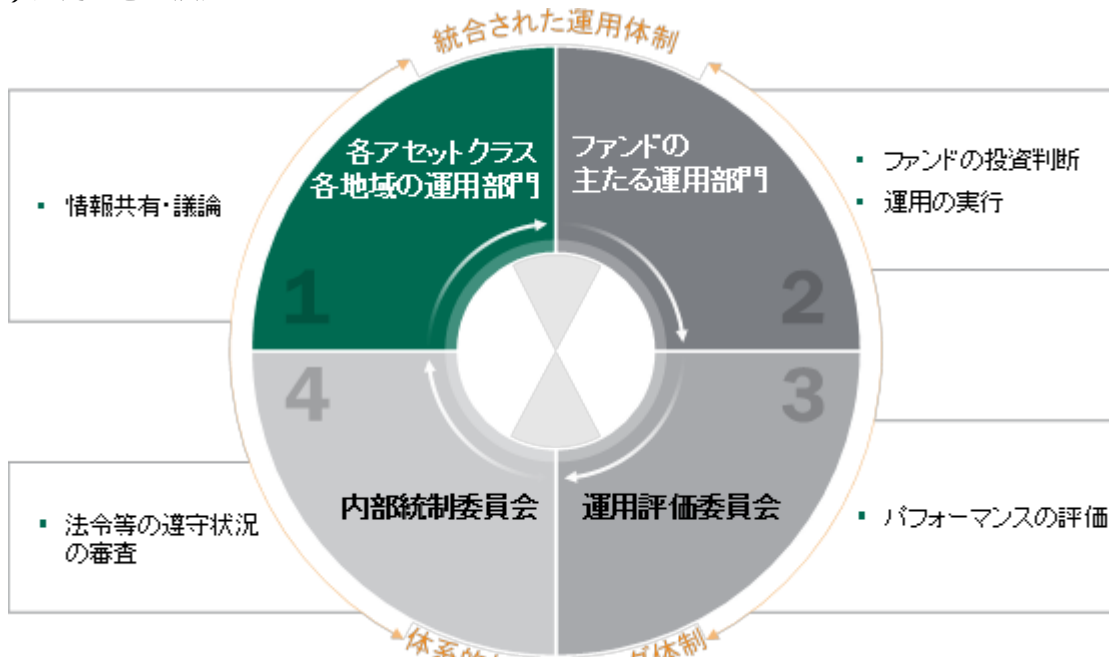 統合された運用体制
各アセットクラス
各地域の運用部門
ファンドの
主たる運用部門
▪ 情報共有・議論
▪ ファンドの投資判断
▪ 運用の実行
1
2
4
3
内部統制委員会
運用評価委員会
▪ 法令等の遵守状況
の審査
▪ パフォーマンスの評価
体制